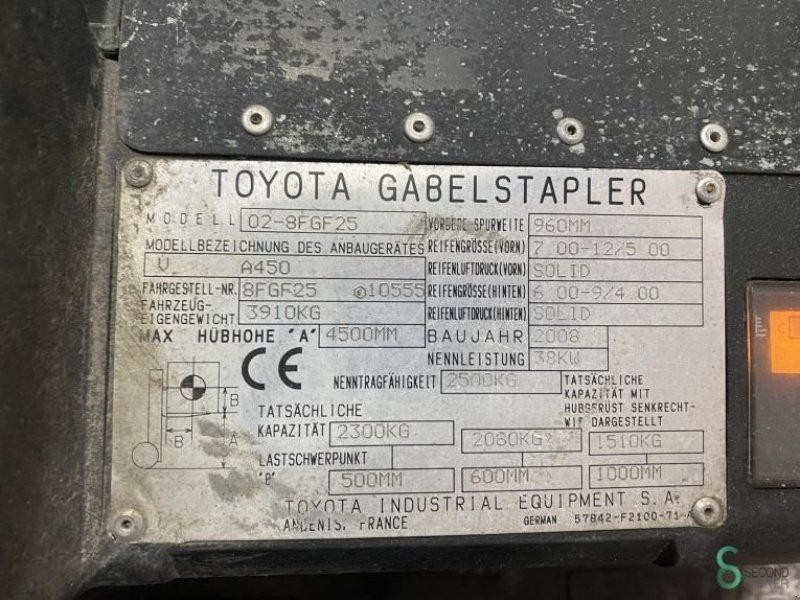 TOYOTA GABELSTAPLER
MODELL 02-8FGF25 VORDERE SPURWEITE 960MM
MODELLBEZEICHNUNG DES ANBAUGERÄTES REIFENGRÖSSE(VORN) 7.00-12/5.00
V A450 REIFENLUFTDRUCK(VORN) SOLID
FAHRGESTELL-NR. 8FGF25 10555 REIFENGRÖSSE(HINTEN) 6.00-9/4.00
FAHRZEUG-
EIGENGEWICHT 3910KG REIFENLUFTDRUCK(HINTEN) SOLID
MAX HÜBHOHE "A" 4500MM BAUJAHR 2008
NENNLEISTUNG 38KW
CE NENNTRAGFÄHIGKEIT 2500KG TATSÄCHLICHE
KAPAZITÄT MIT
HUBGERÜST SENKRECHT-
WIE DARGESTELLT
B
B A
TATSÄCHLICHE
KAPAZITÄT 2300KG 2080KG 1510KG
LASTSCHWERPUNKT
"B" 500MM 600MM 1000MM
TOYOTA INDUSTRIAL EQUIPMENT S.A.
ANCENIS, FRANCE GERMAN 57842-F2100-71-A
SECOND